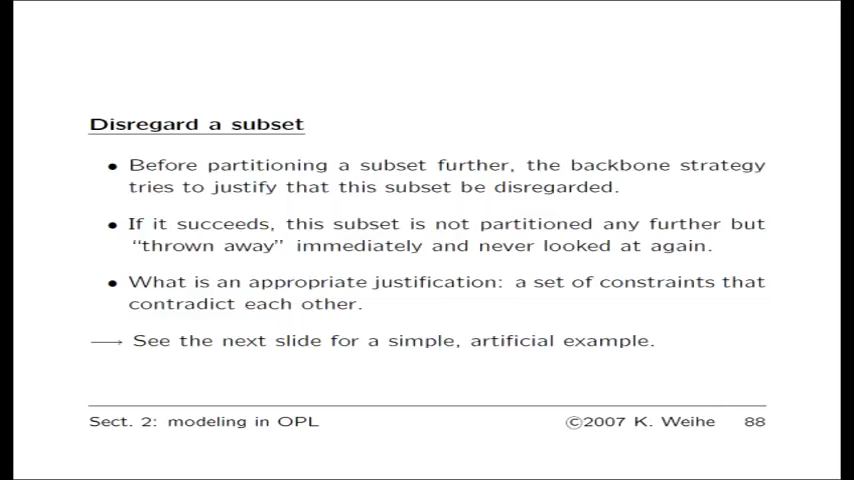 Disregard a subset
• Before partitioning a subset further, the backbone strategy
tries to justify that this subset be disregarded.
• If it succeeds, this subset is not partitioned any further but
“thrown away” immediately and never looked at again.
• What is an appropriate justification: a set of constraints that
contradict each other.
⟶ See the next slide for a simple, artificial example.
Sect. 2: modeling in OPL ©2007 K. Weihe 88